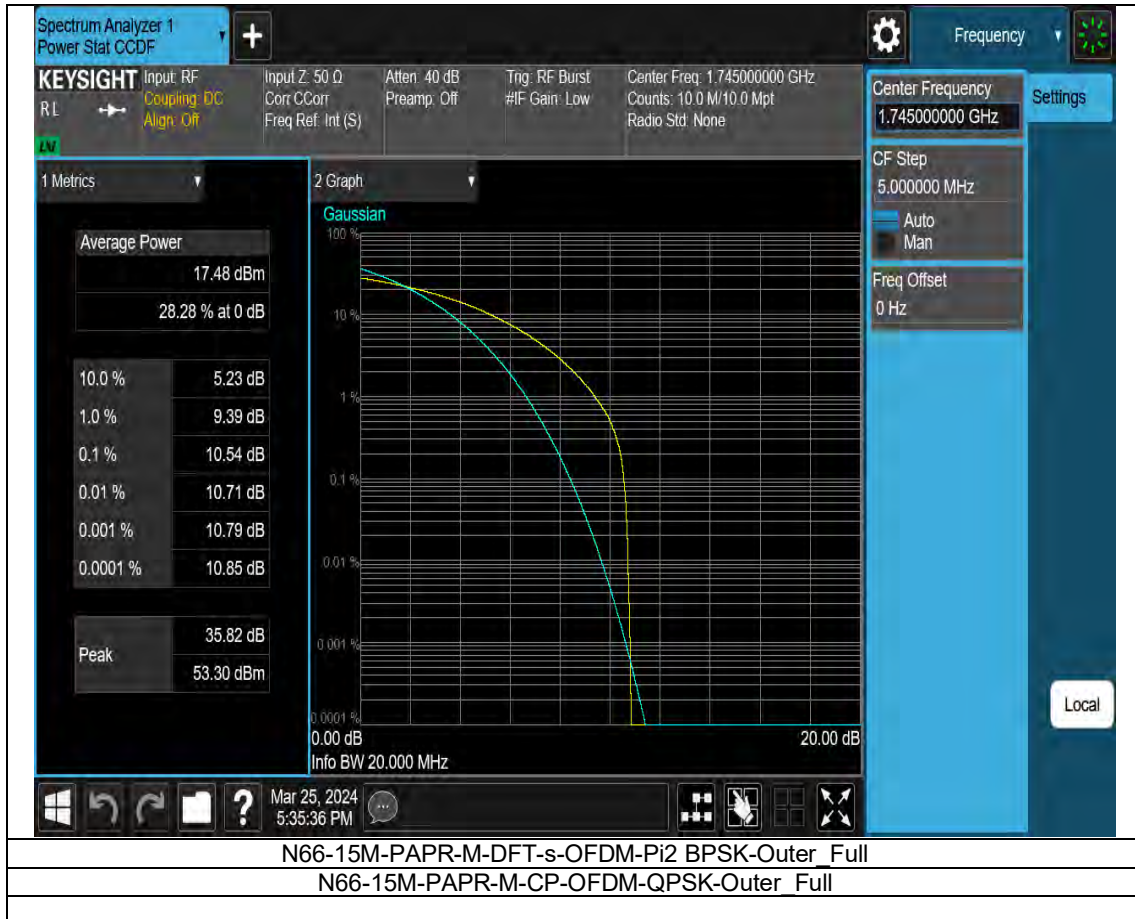 Spectrum Analyzer 1
Power Stat CCDF
+
Frequency
KEYSIGHT
RL
Input: RF
Coupling: DC
Align: Off
Input Z: 50 Ω
Corr CCorr
Freq Ref: Int (S)
Atten: 40 dB
Preamp: Off
Trig: RF Burst
#IF Gain: Low
Center Freq: 1.745000000 GHz
Counts: 10.0 M/10.0 Mpt
Radio Std: None
Center Frequency
1.745000000 GHz
Settings
CF Step
5.000000 MHz
Auto
Man
Freq Offset
0 Hz
Local
1 Metrics
Average Power
17.48 dBm
28.28 % at 0 dB
10.0 % 5.23 dB
1.0 % 9.39 dB
0.1 % 10.54 dB
0.01 % 10.71 dB
0.001 % 10.79 dB
0.0001 % 10.85 dB
Peak
35.82 dB
53.30 dBm
2 Graph
Gaussian
100 %
10 %
1 %
0.1 %
0.01 %
0.001 %
0.0001 %
0.00 dB 20.00 dB
Info BW 20.000 MHz
?
Mar 25, 2024
5:35:36 PM
N66-15M-PAPR-M-DFT-s-OFDM-Pi2 BPSK-Outer_Full
N66-15M-PAPR-M-CP-OFDM-QPSK-Outer_Full